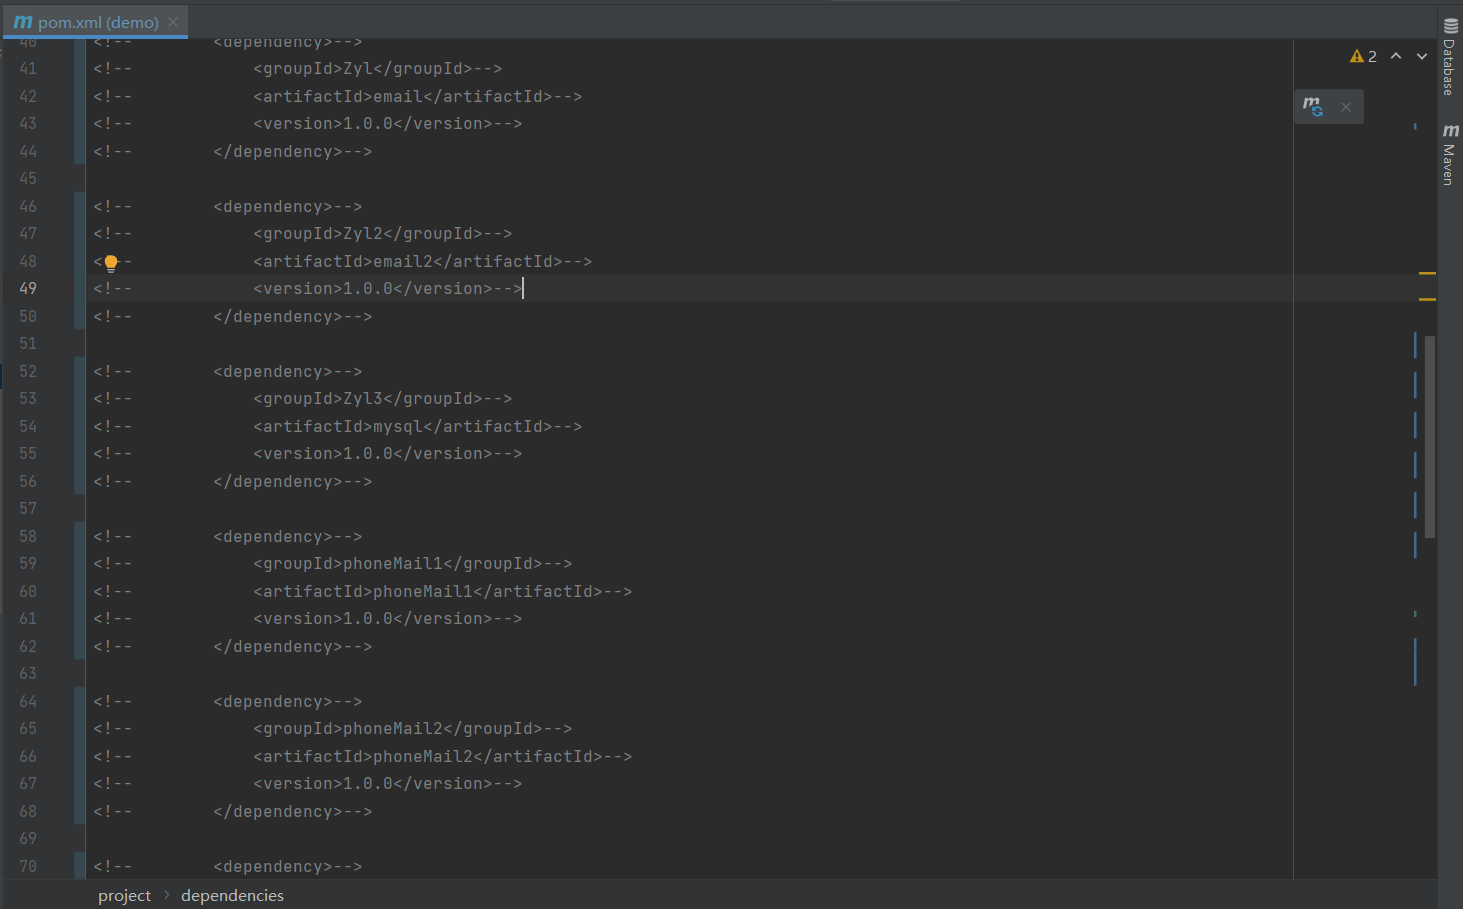 pom.xml (demo)
40 <!--        <dependency>-->
41 <!--            <groupId>Zyl</groupId>-->
42 <!--            <artifactId>email</artifactId>-->
43 <!--            <version>1.0.0</version>-->
44 <!--        </dependency>-->
45
46 <!--        <dependency>-->
47 <!--            <groupId>Zyl2</groupId>-->
48 <!--            <artifactId>email2</artifactId>-->
49 <!--            <version>1.0.0</version>-->
50 <!--        </dependency>-->
51
52 <!--        <dependency>-->
53 <!--            <groupId>Zyl3</groupId>-->
54 <!--            <artifactId>mysql</artifactId>-->
55 <!--            <version>1.0.0</version>-->
56 <!--        </dependency>-->
57
58 <!--        <dependency>-->
59 <!--            <groupId>phoneMail1</groupId>-->
60 <!--            <artifactId>phoneMail1</artifactId>-->
61 <!--            <version>1.0.0</version>-->
62 <!--        </dependency>-->
63
64 <!--        <dependency>-->
65 <!--            <groupId>phoneMail2</groupId>-->
66 <!--            <artifactId>phoneMail2</artifactId>-->
67 <!--            <version>1.0.0</version>-->
68 <!--        </dependency>-->
69
70 <!--        <dependency>-->
2
Database
m
Maven
project › dependencies